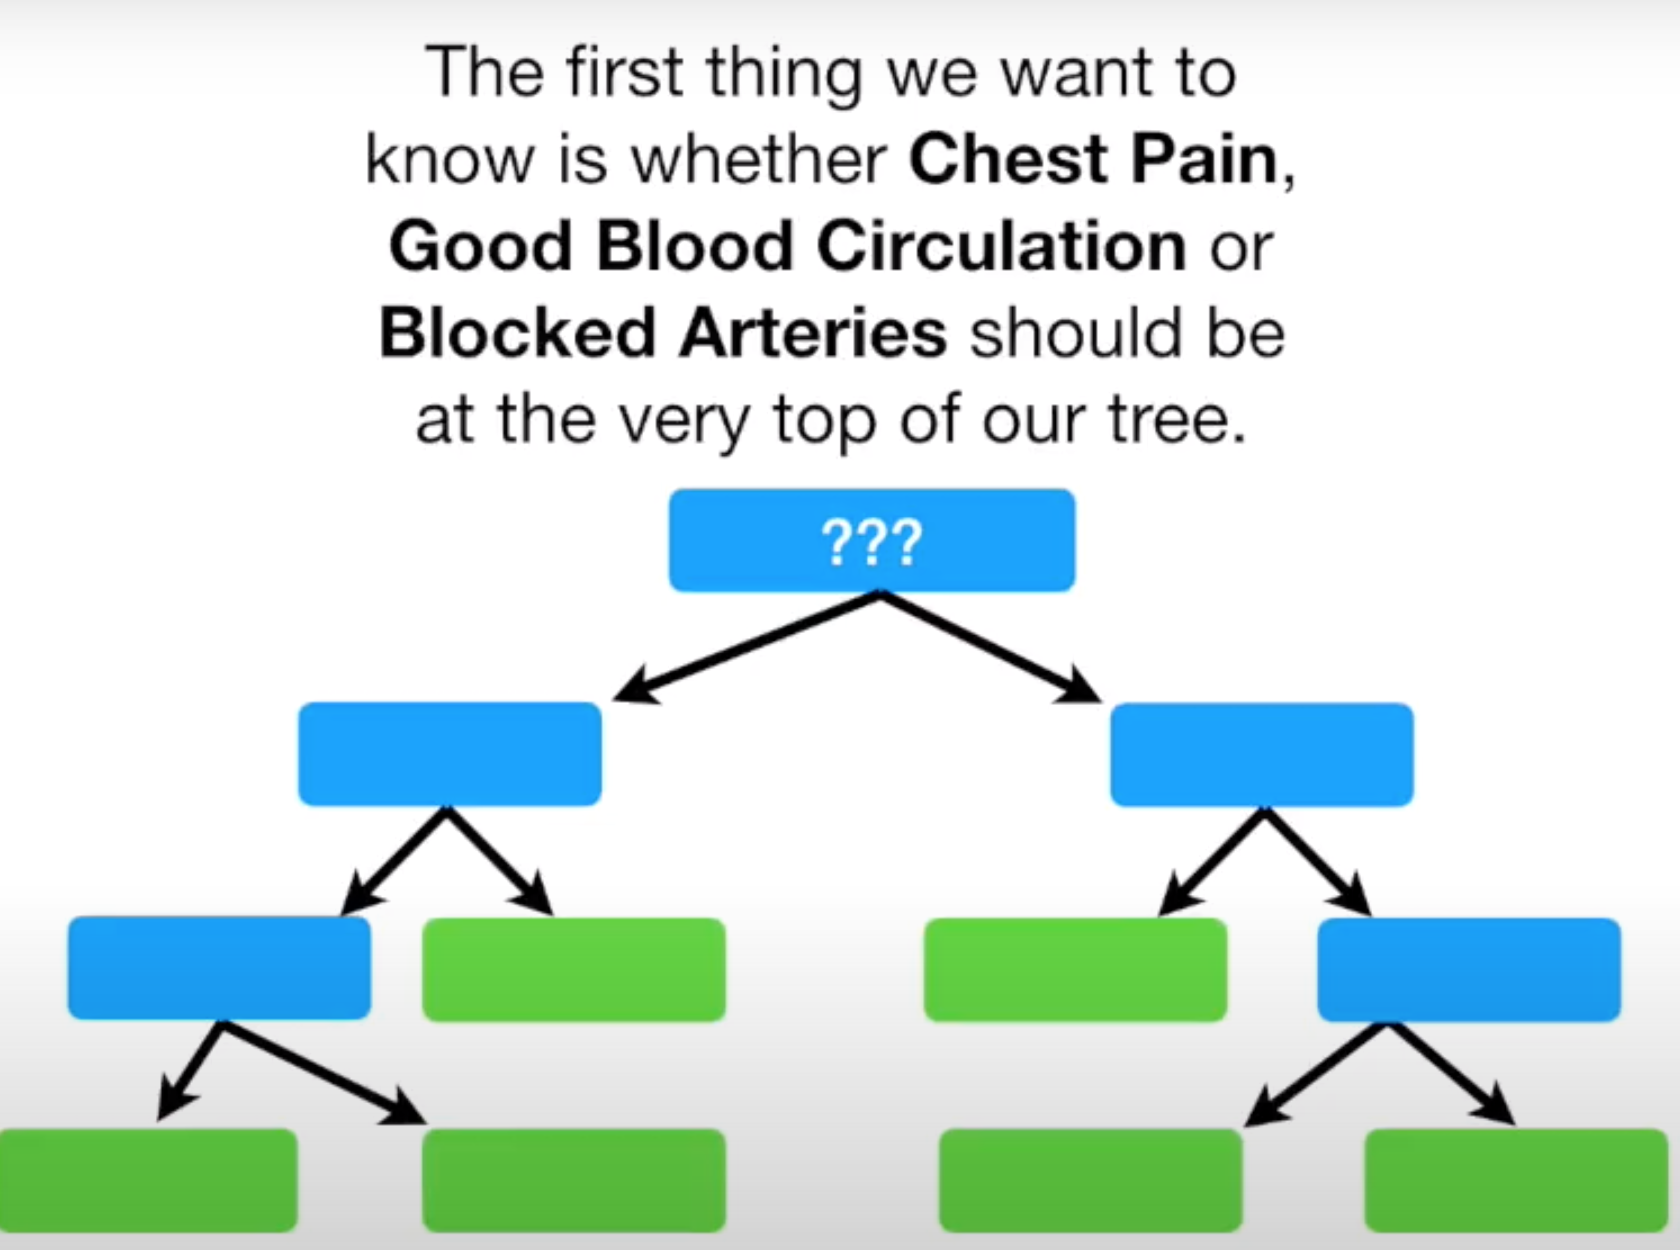 The first thing we want to
know is whether Chest Pain,
Good Blood Circulation or
Blocked Arteries should be
at the very top of our tree.
???